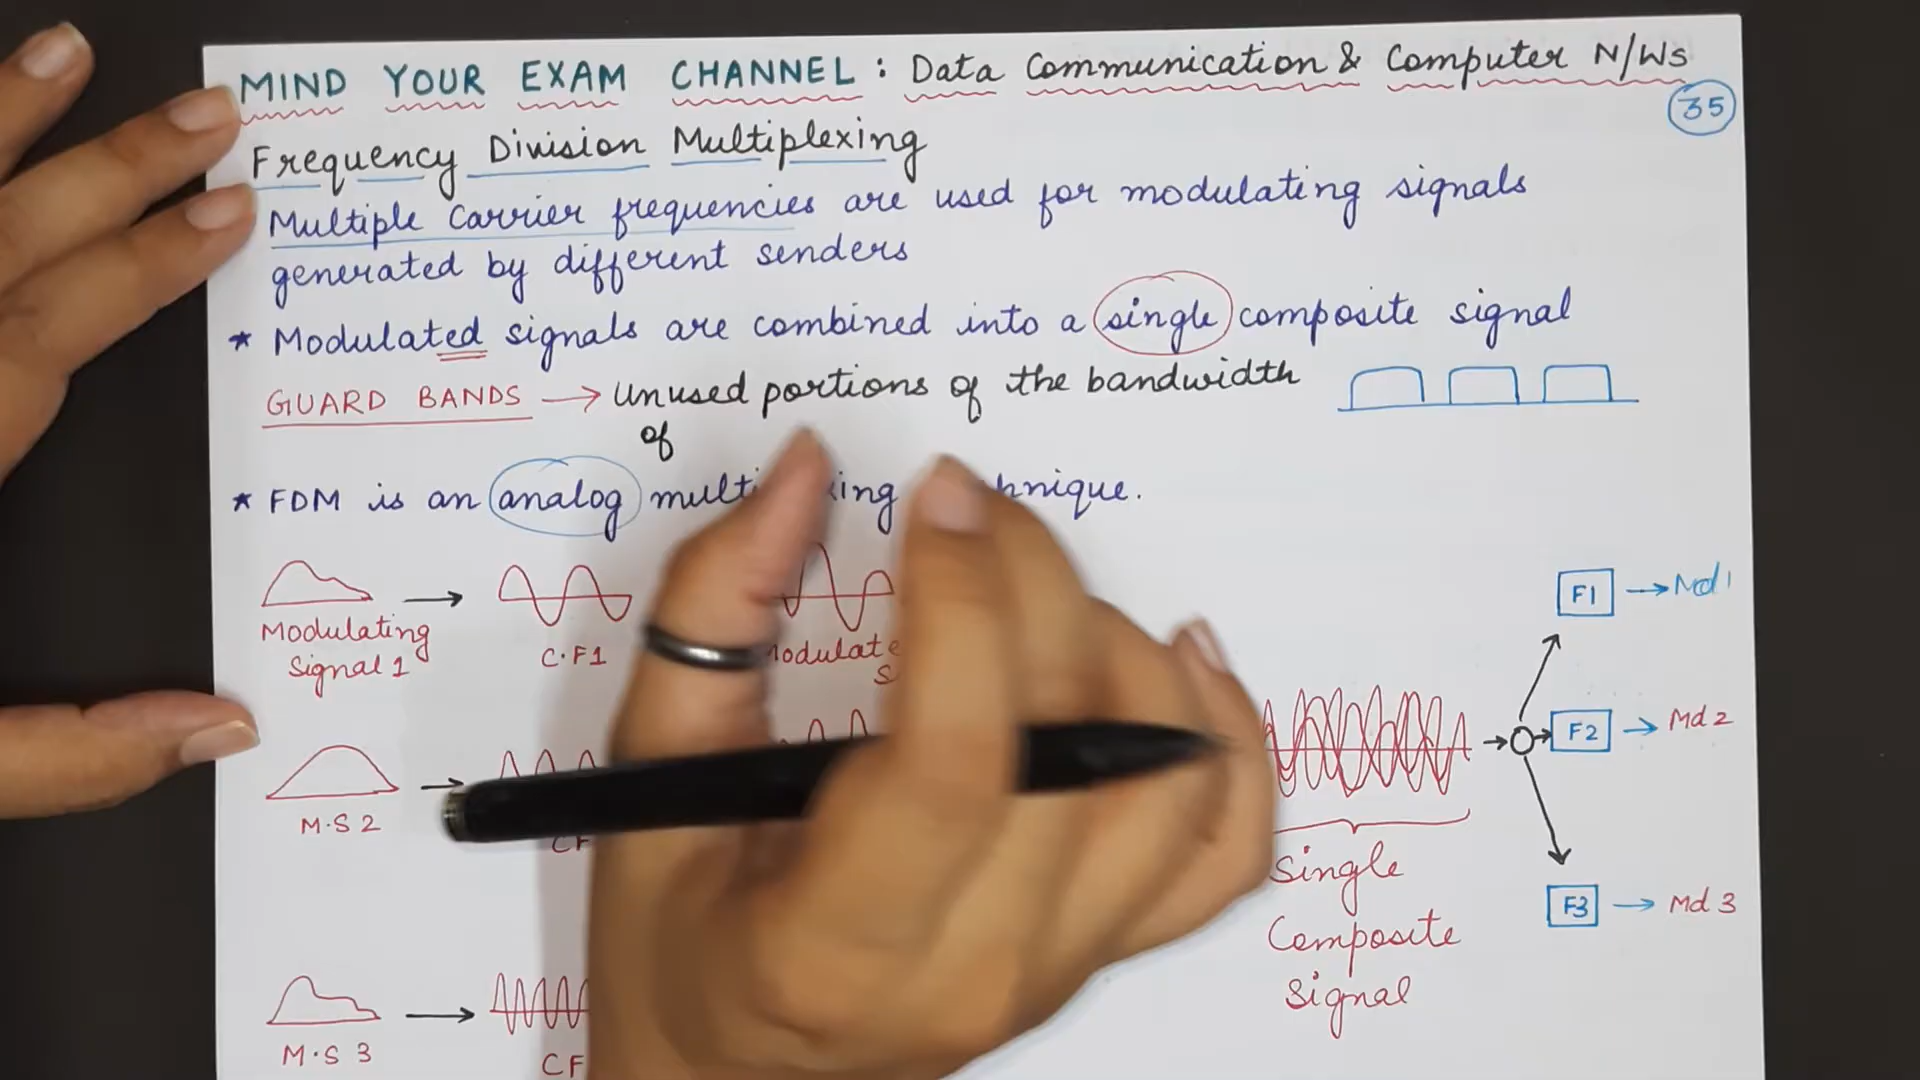 MIND YOUR EXAM CHANNEL : Data Communication & Computer N/Ws
35
Frequency Division Multiplexing
Multiple Carrier frequencies are used for modulating signals
generated by different senders
* Modulated signals are combined into a single composite signal
GUARD BANDS → Unused portions of the bandwidth
of
* FDM is an analog
Modulating
Signal 1
C.F1
F1 → Md 1
M.S 2
F2 → Md 2
F3 → Md 3
Single
Composite
Signal
M.S 3
CF